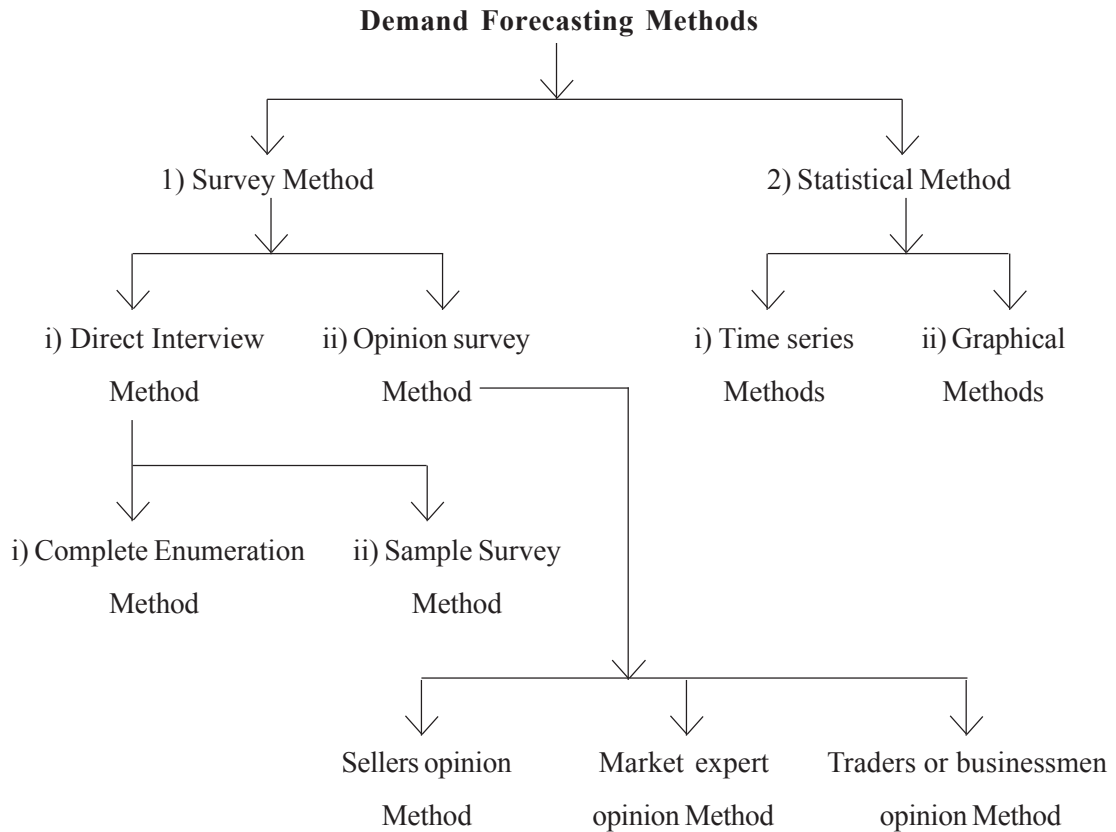 Demand Forecasting Methods
1) Survey Method
2) Statistical Method
i) Direct Interview
Method
ii) Opinion survey
Method
i) Time series
Methods
ii) Graphical
Methods
i) Complete Enumeration
Method
ii) Sample Survey
Method
Sellers opinion
Method
Market expert
opinion Method
Traders or businessmen
opinion Method